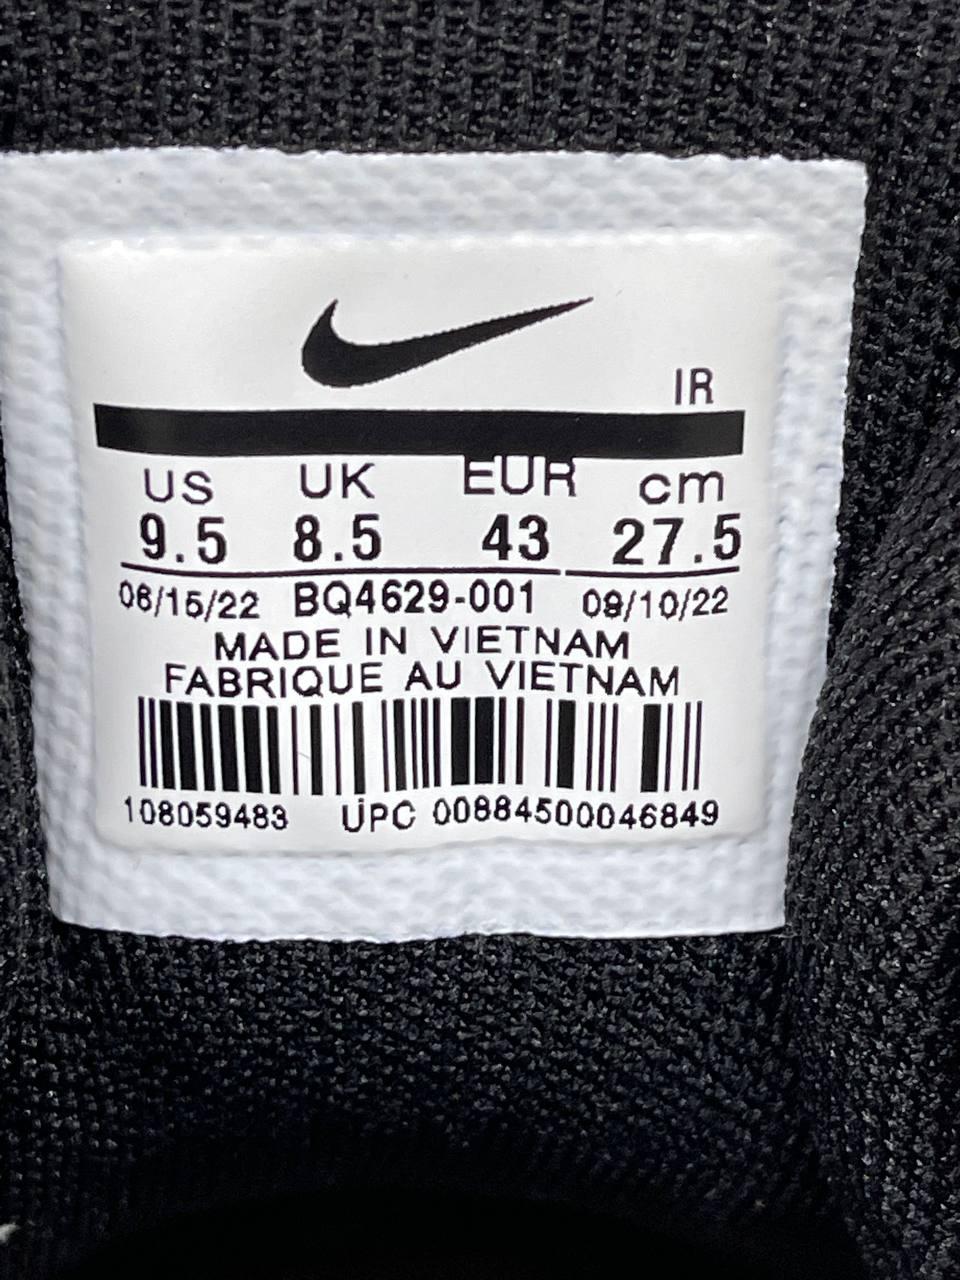 IR
US UK EUR cm
9.5 8.5 43 27.5
06/15/22 BQ4629-001 09/10/22
MADE IN VIETNAM
FABRIQUE AU VIETNAM
108059483 UPC 00884500046849